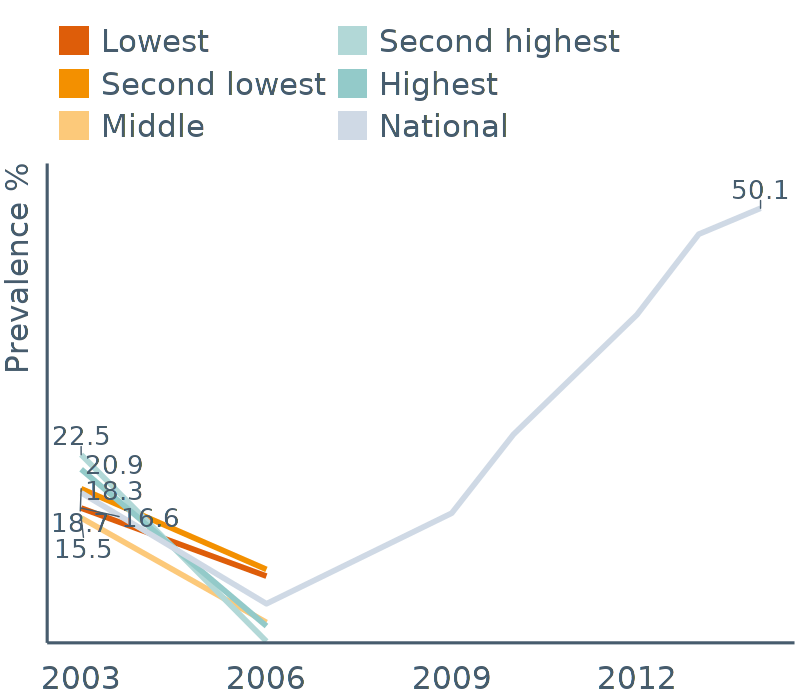 Lowest
Second highest
Second lowest
Highest
Middle
National
Prevalence %
50.1
22.5
20.9
18.3
16.6
18.7
15.5
2003
2006
2009
2012